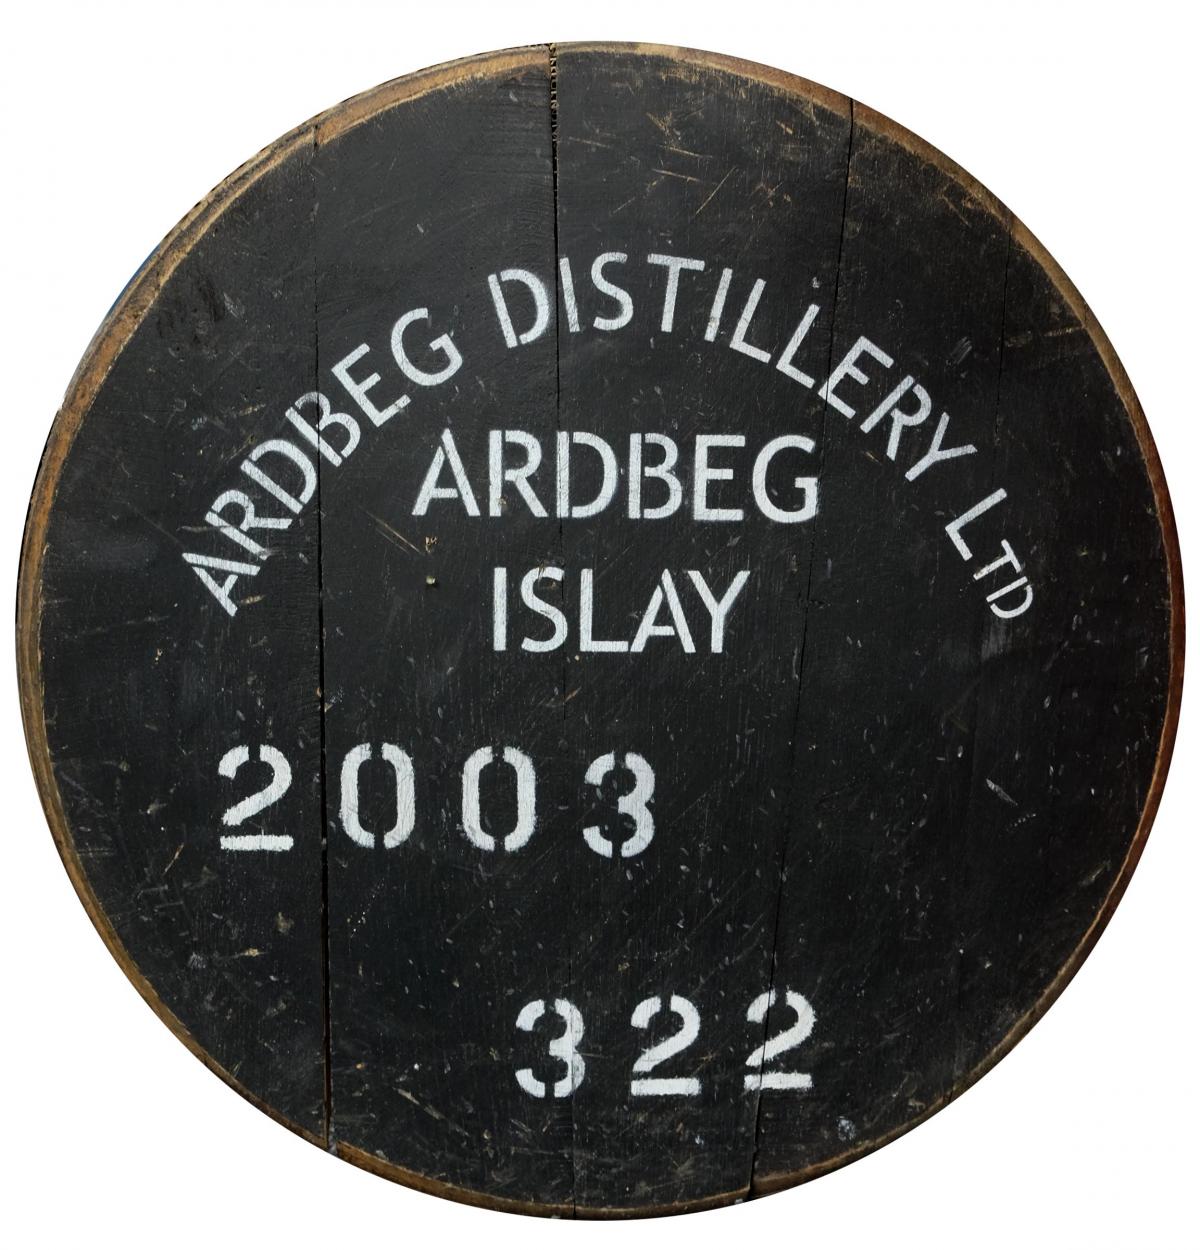 ARDBEG DISTILLERY LTD
ARDBEG
ISLAY
2003
322